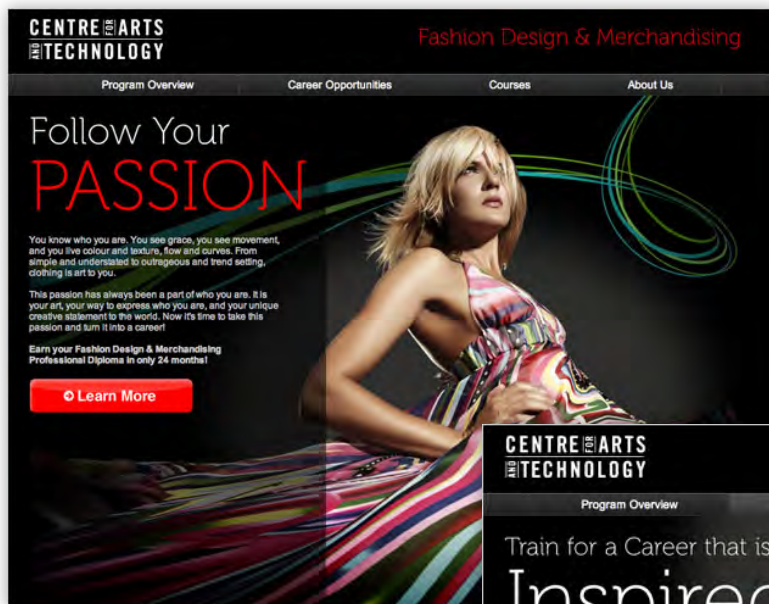 CENTRE FOR ARTS
AND TECHNOLOGY
Fashion Design & Merchandising
Program Overview
Career Opportunities
Courses
About Us
Follow Your
PASSION
You know who you are. You see grace, you see movement,
and you live colour and texture, flow and curves. From
simple and understated to outrageous and trend setting,
clothing is art to you.
This passion has always been a part of who you are. It is
your art, your way to express who you are, and your unique
creative statement to the world. Now it's time to take this
passion and turn it into a career!
Earn your Fashion Design & Merchandising
Professional Diploma in only 24 months!
Learn More
CENTRE FOR ARTS
AND TECHNOLOGY
Program Overview
Train for a Career that is
Inspired